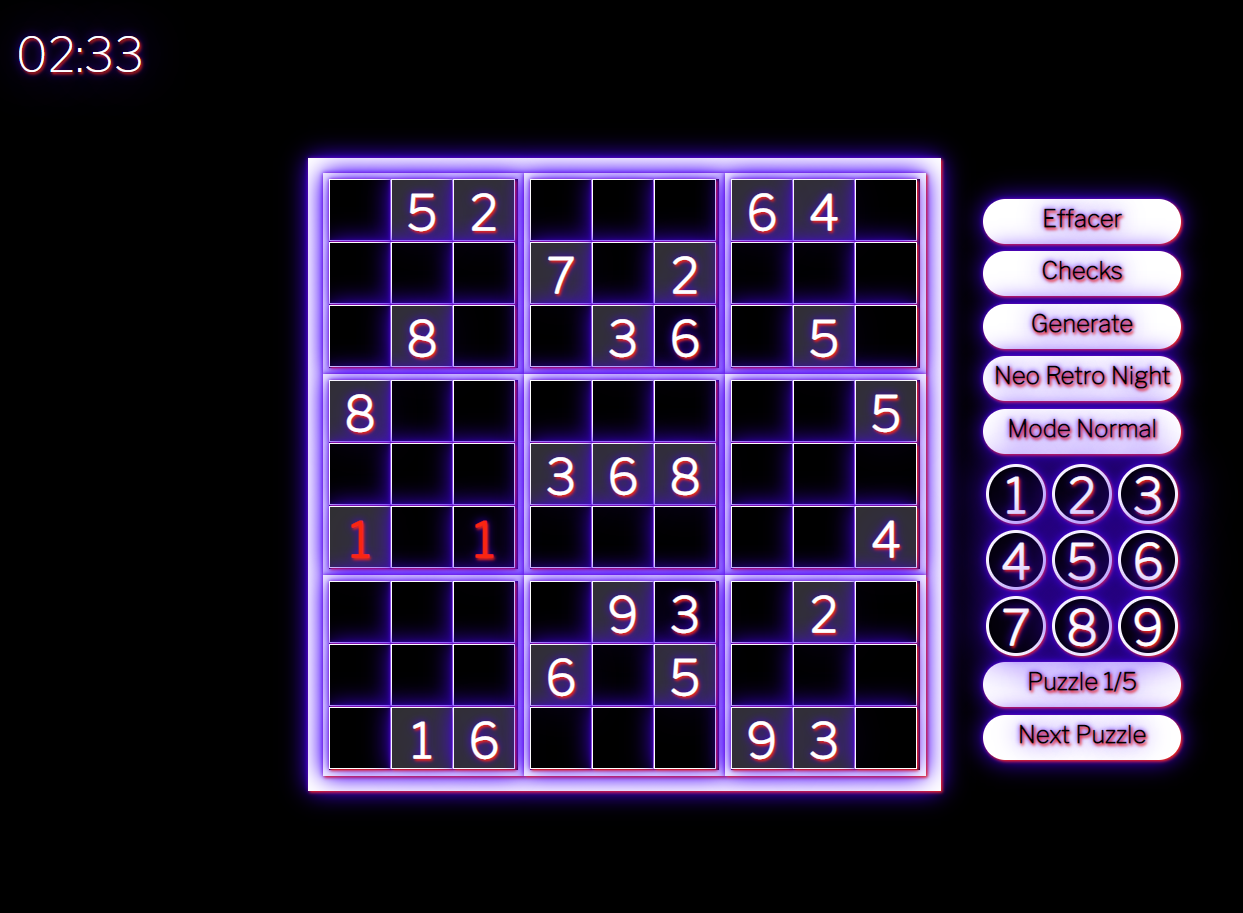 02:33
5 2 6 4
7 2
8 3 6 5
8 5
3 6 8
1 1 4
9 3 2
6 5
1 6 9 3
Effacer
Checks
Generate
Neo Retro Night
Mode Normal
1 2 3
4 5 6
7 8 9
Puzzle 1/5
Next Puzzle